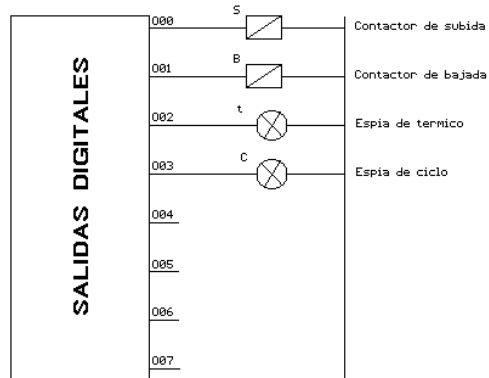 SALIDAS DIGITALES
000 S Contactor de subida
001 B Contactor de bajada
002 t Espia de termico
003 C Espia de ciclo
004
005
006
007